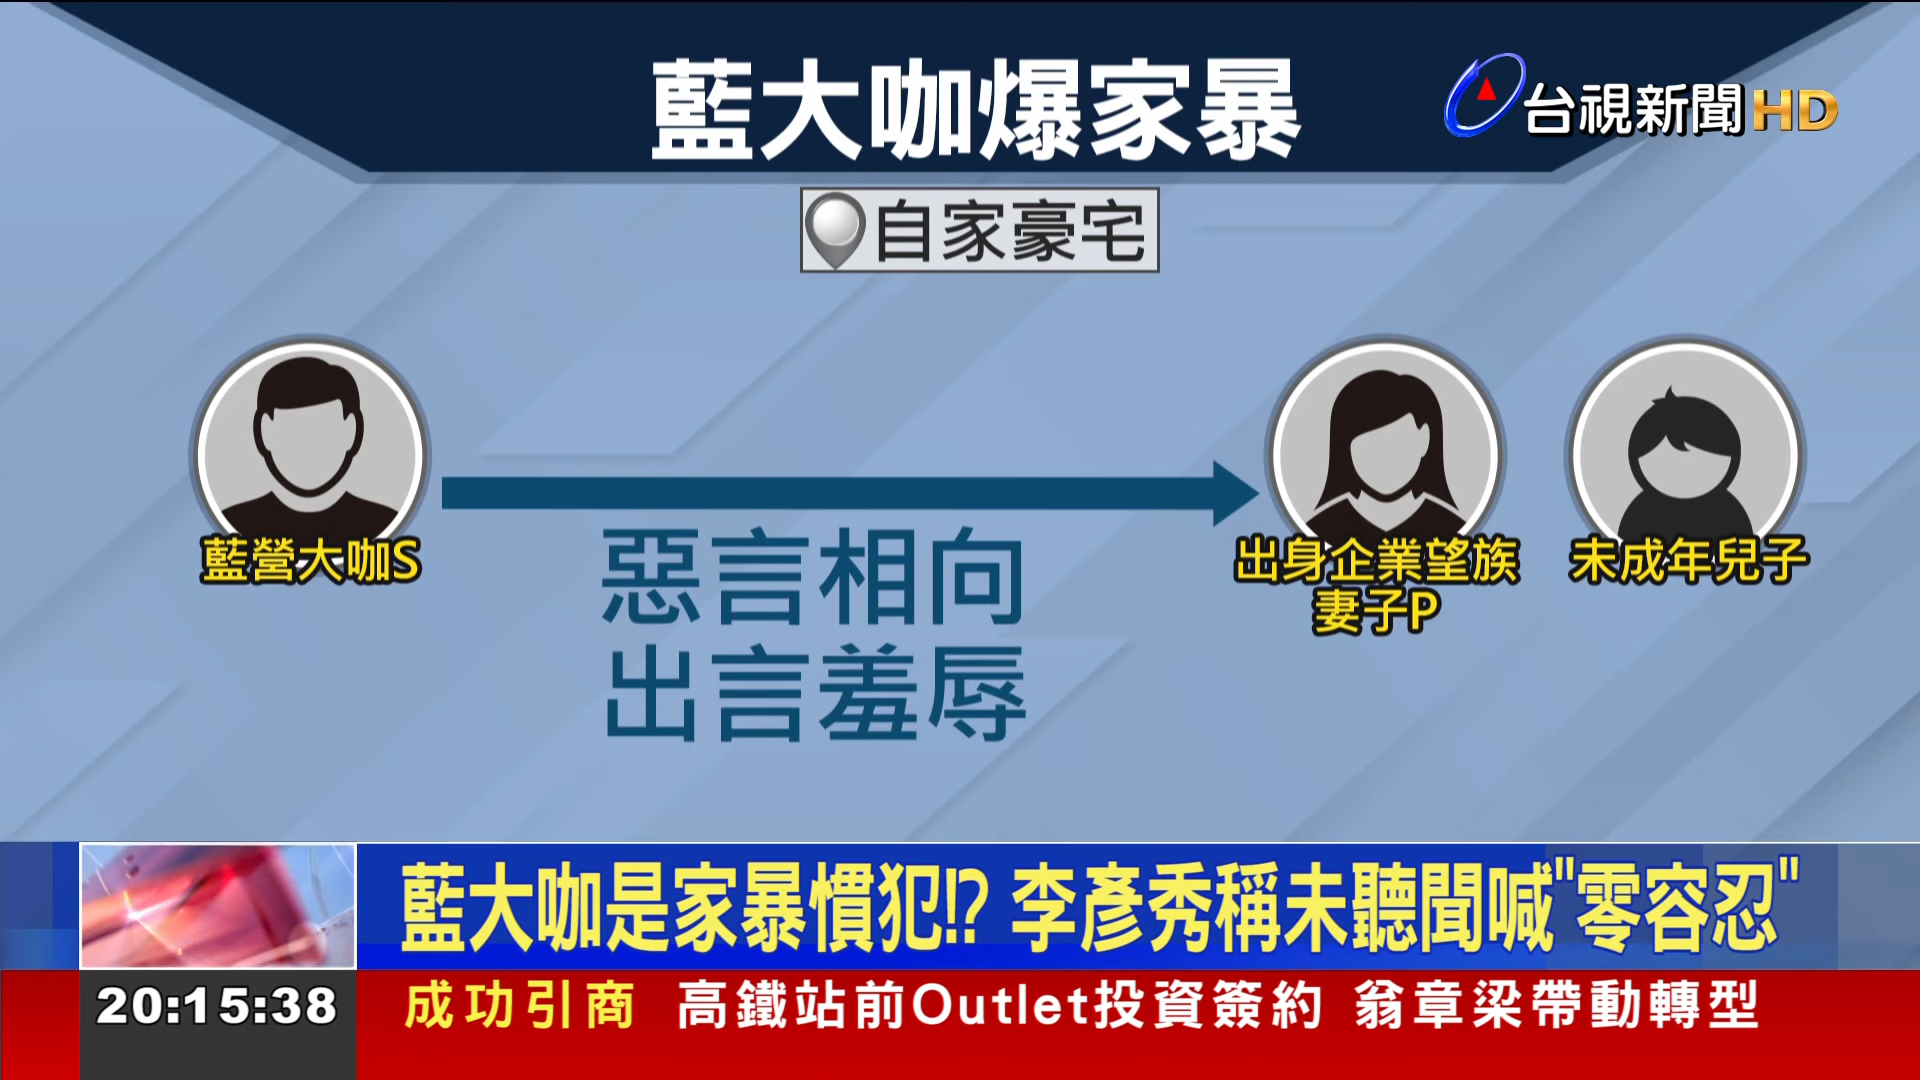 藍大咖爆家暴
台視新聞HD
自家豪宅
藍營大咖S
惡言相向
出言羞辱
出身企業望族
妻子P
未成年兒子
藍大咖是家暴慣犯!? 李彥秀稱未聽聞喊"零容忍"
20:15:38
成功引商 高鐵站前Outlet投資簽約 翁章梁帶動轉型